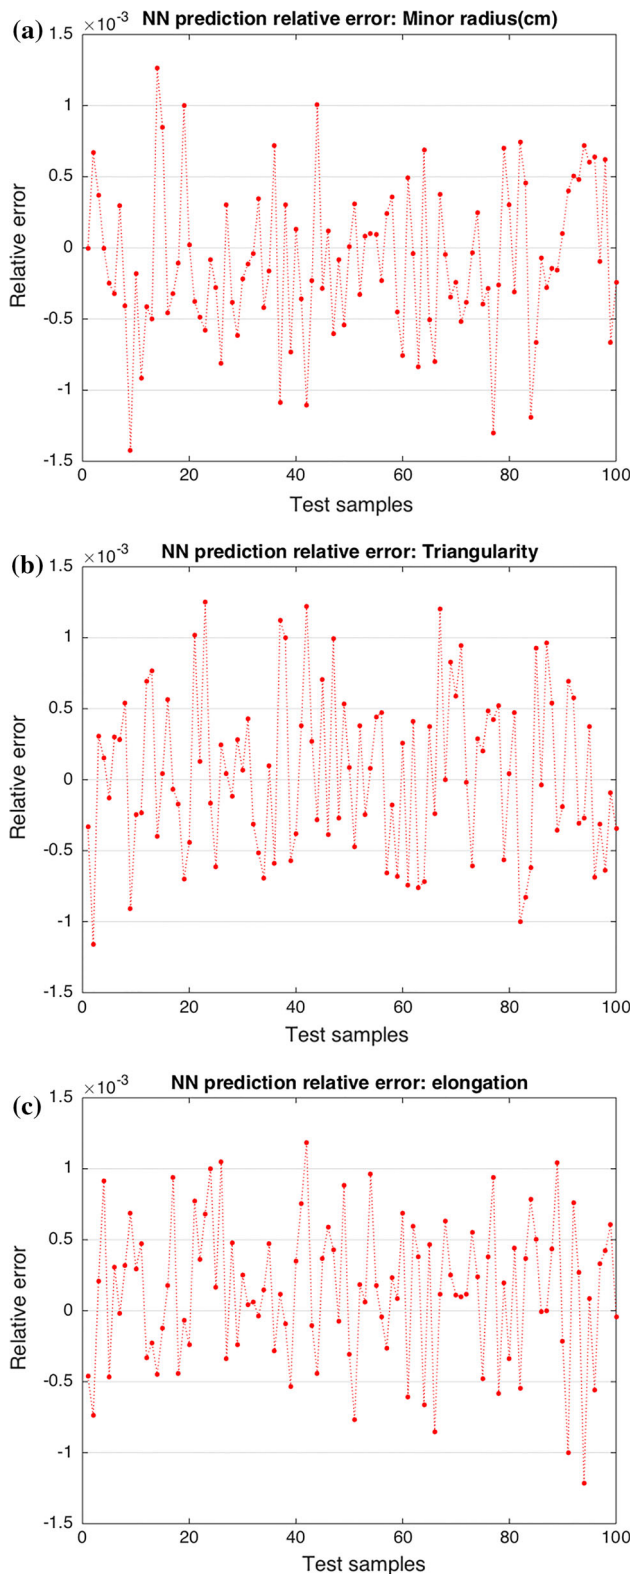 (a)
×10⁻³
NN prediction relative error: Minor radius(cm)
1.5
1
0.5
0
-0.5
-1
-1.5
Relative error
0 20 40 60 80 100
Test samples
(b)
×10⁻³
NN prediction relative error: Triangularity
1.5
1
0.5
0
-0.5
-1
-1.5
Relative error
0 20 40 60 80 100
Test samples
(c)
×10⁻³
NN prediction relative error: elongation
1.5
1
0.5
0
-0.5
-1
-1.5
Relative error
0 20 40 60 80 100
Test samples